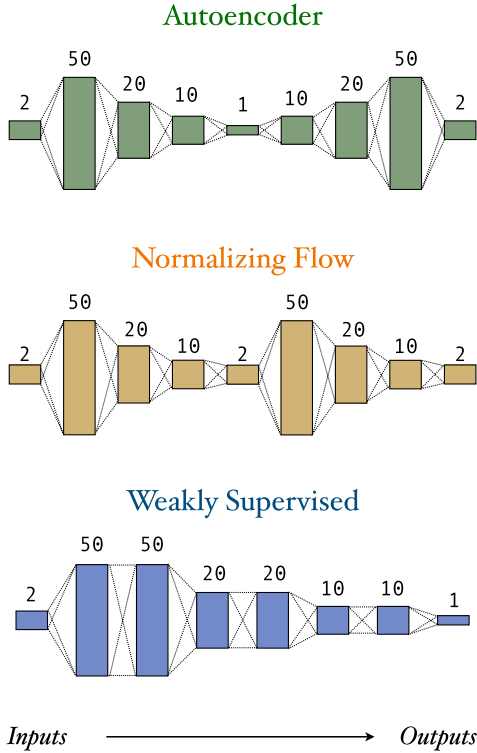 Autoencoder
50 50
20 20
2 10 1 10 2
Normalizing Flow
50 50
20 20
2 10 2 10 2
Weakly Supervised
50 50
20 20
2 10 10 1
Inputs Outputs